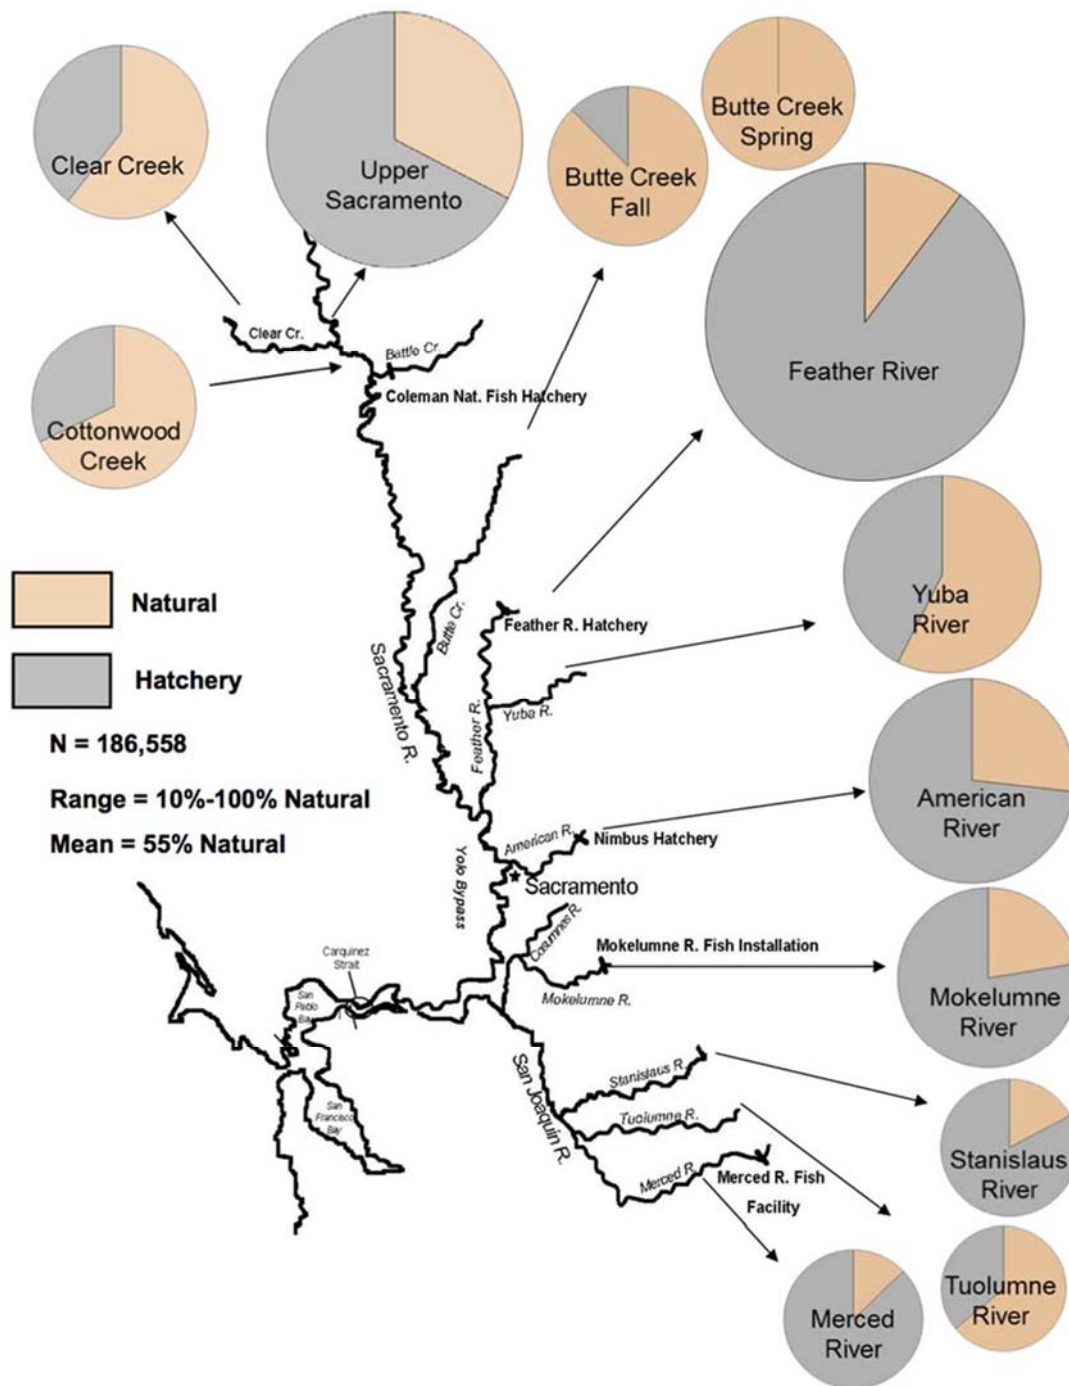 Clear Creek
Upper
Sacramento
Butte Creek
Fall
Butte Creek
Spring
Feather River
Clear Cr.
Battle Cr.
Coleman Nat. Fish Hatchery
Cottonwood
Creek
Natural
Hatchery
N = 186,558
Range = 10%-100% Natural
Mean = 55% Natural
Sacramento R.
Butte Cr.
Feather R. Hatchery
Feather R.
Yuba R.
Yuba
River
American
River
American R.
Nimbus Hatchery
Yolo Bypass
Sacramento
Cosumnes R.
Mokelumne R. Fish Installation
Mokelumne R.
Mokelumne
River
Carquinez
Strait
San
Pablo
Bay
San
Francisco
Bay
San Joaquin R.
Stanislaus R.
Tuolumne R.
Merced R.
Merced R. Fish
Facility
Stanislaus
River
Tuolumne
River
Merced
River